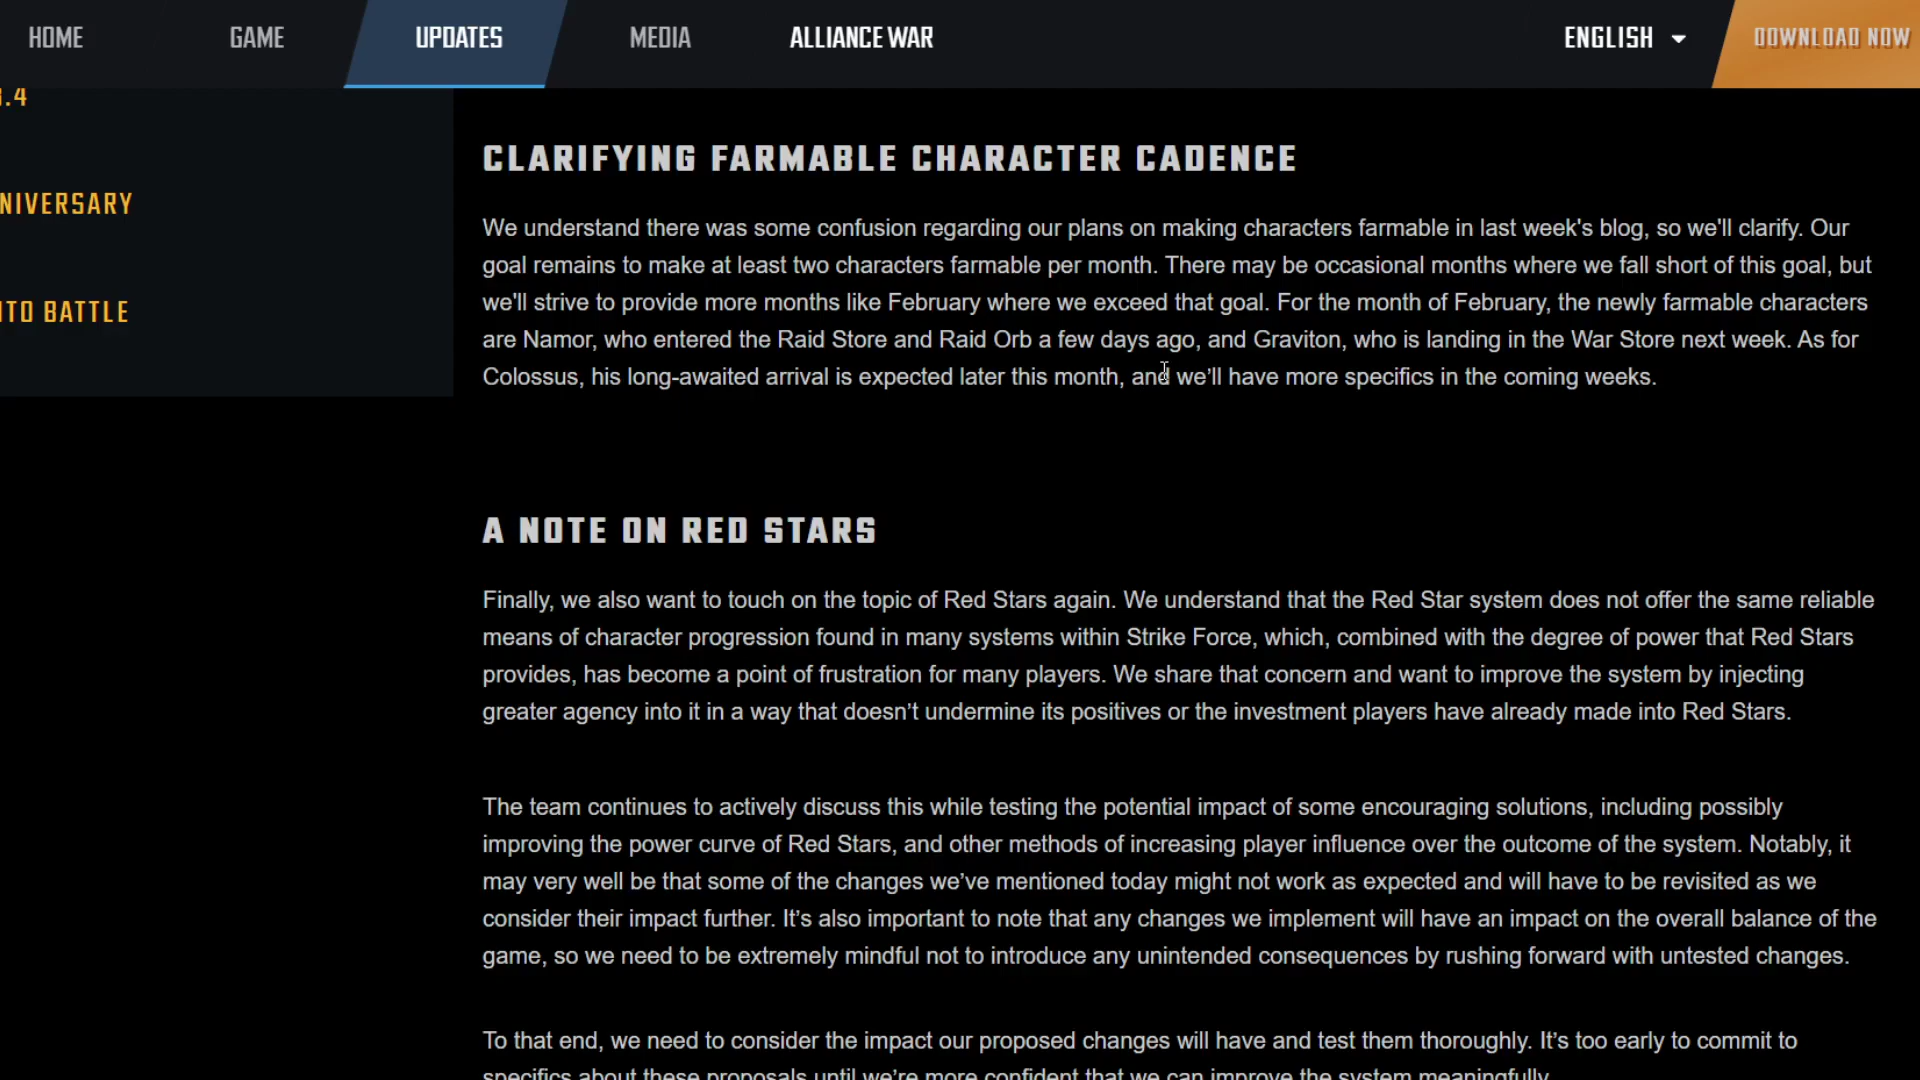 HOME GAME UPDATES MEDIA ALLIANCE WAR ENGLISH DOWNLOAD NOW
.4
NIVERSARY
TO BATTLE
CLARIFYING FARMABLE CHARACTER CADENCE
We understand there was some confusion regarding our plans on making characters farmable in last week's blog, so we'll clarify. Our
goal remains to make at least two characters farmable per month. There may be occasional months where we fall short of this goal, but
we'll strive to provide more months like February where we exceed that goal. For the month of February, the newly farmable characters
are Namor, who entered the Raid Store and Raid Orb a few days ago, and Graviton, who is landing in the War Store next week. As for
Colossus, his long-awaited arrival is expected later this month, and we’ll have more specifics in the coming weeks.
A NOTE ON RED STARS
Finally, we also want to touch on the topic of Red Stars again. We understand that the Red Star system does not offer the same reliable
means of character progression found in many systems within Strike Force, which, combined with the degree of power that Red Stars
provides, has become a point of frustration for many players. We share that concern and want to improve the system by injecting
greater agency into it in a way that doesn’t undermine its positives or the investment players have already made into Red Stars.
The team continues to actively discuss this while testing the potential impact of some encouraging solutions, including possibly
improving the power curve of Red Stars, and other methods of increasing player influence over the outcome of the system. Notably, it
may very well be that some of the changes we’ve mentioned today might not work as expected and will have to be revisited as we
consider their impact further. It’s also important to note that any changes we implement will have an impact on the overall balance of the
game, so we need to be extremely mindful not to introduce any unintended consequences by rushing forward with untested changes.
To that end, we need to consider the impact our proposed changes will have and test them thoroughly. It’s too early to commit to
specifics about these proposals until we’re more confident that we can improve the system meaningfully.